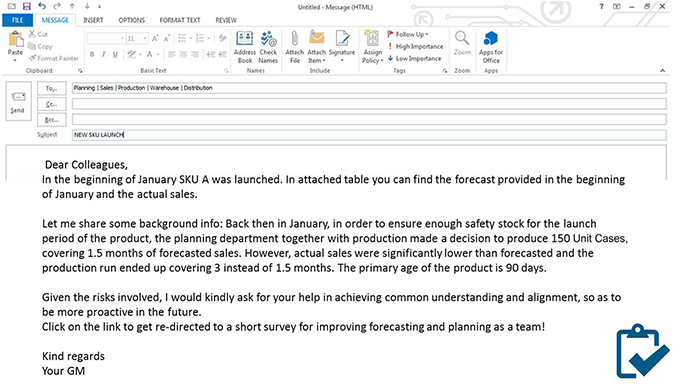 Untitled - Message (HTML)
FILE MESSAGE INSERT OPTIONS FORMAT TEXT REVIEW
Cut
Copy
Paste
Format Painter
Clipboard
11
B I U
Basic Text
Address Book
Check Names
Names
Attach File
Attach Item
Signature
Include
Assign Policy
Follow Up
High Importance
Low Importance
Tags
Zoom
Zoom
Apps for Office
Apps
Send
To... Planning | Sales | Production | Warehouse | Distribution
Cc...
Bcc...
Subject NEW SKU LAUNCH
Dear Colleagues,
In the beginning of January SKU A was launched. In attached table you can find the forecast provided in the beginning
of January and the actual sales.
Let me share some background info: Back then in January, in order to ensure enough safety stock for the launch
period of the product, the planning department together with production made a decision to produce 150 Unit Cases,
covering 1.5 months of forecasted sales. However, actual sales were significantly lower than forecasted and the
production run ended up covering 3 instead of 1.5 months. The primary age of the product is 90 days.
Given the risks involved, I would kindly ask for your help in achieving common understanding and alignment, so as to
be more proactive in the future.
Click on the link to get re-directed to a short survey for improving forecasting and planning as a team!
Kind regards
Your GM